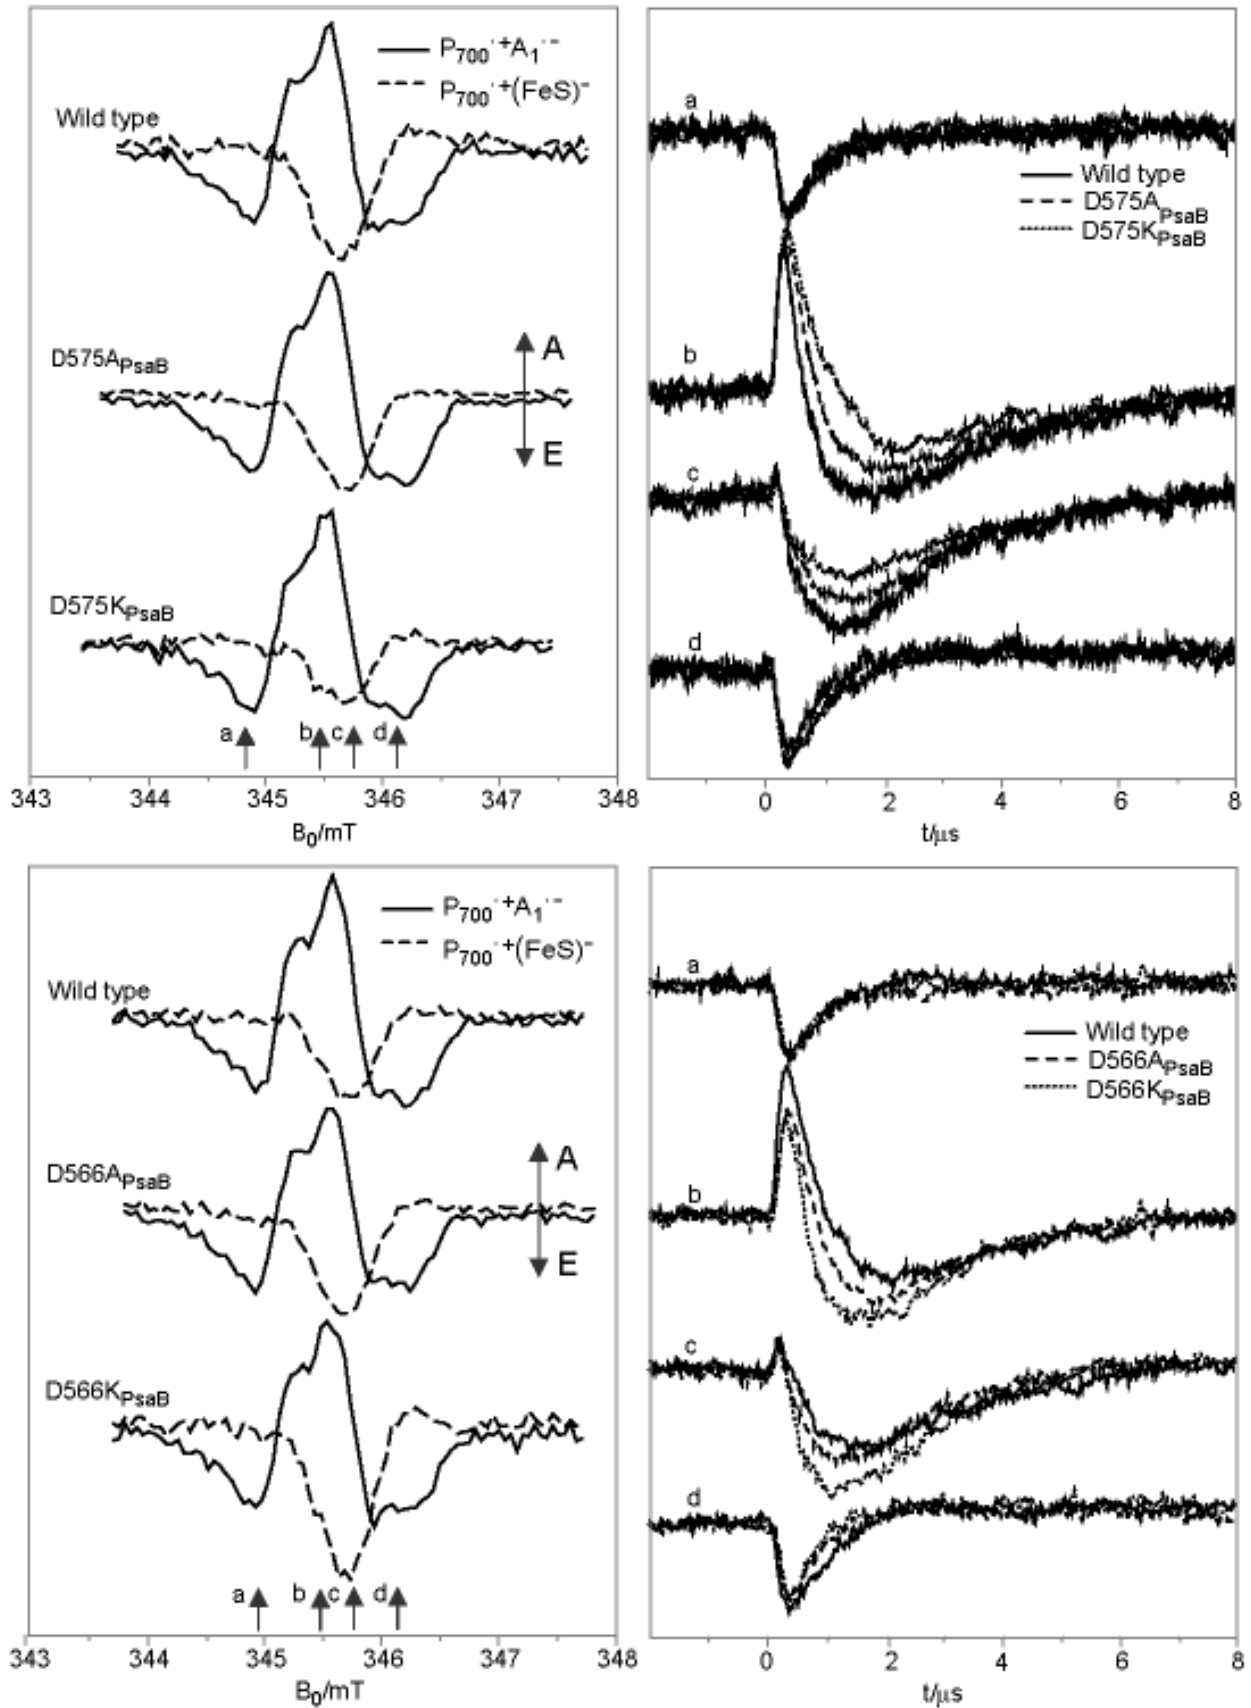 P700·+A1·−
P700·+(FeS)−
Wild type
D575APsaB
A
E
D575KPsaB
a b c d
343 344 345 346 347 348
B0/mT
a
Wild type
D575APsaB
D575KPsaB
b
c
d
0 2 4 6 8
t/µs
P700·+A1·−
P700·+(FeS)−
Wild type
D566APsaB
A
E
D566KPsaB
a b c d
343 344 345 346 347 348
B0/mT
a
Wild type
D566APsaB
D566KPsaB
b
c
d
0 2 4 6 8
t/µs